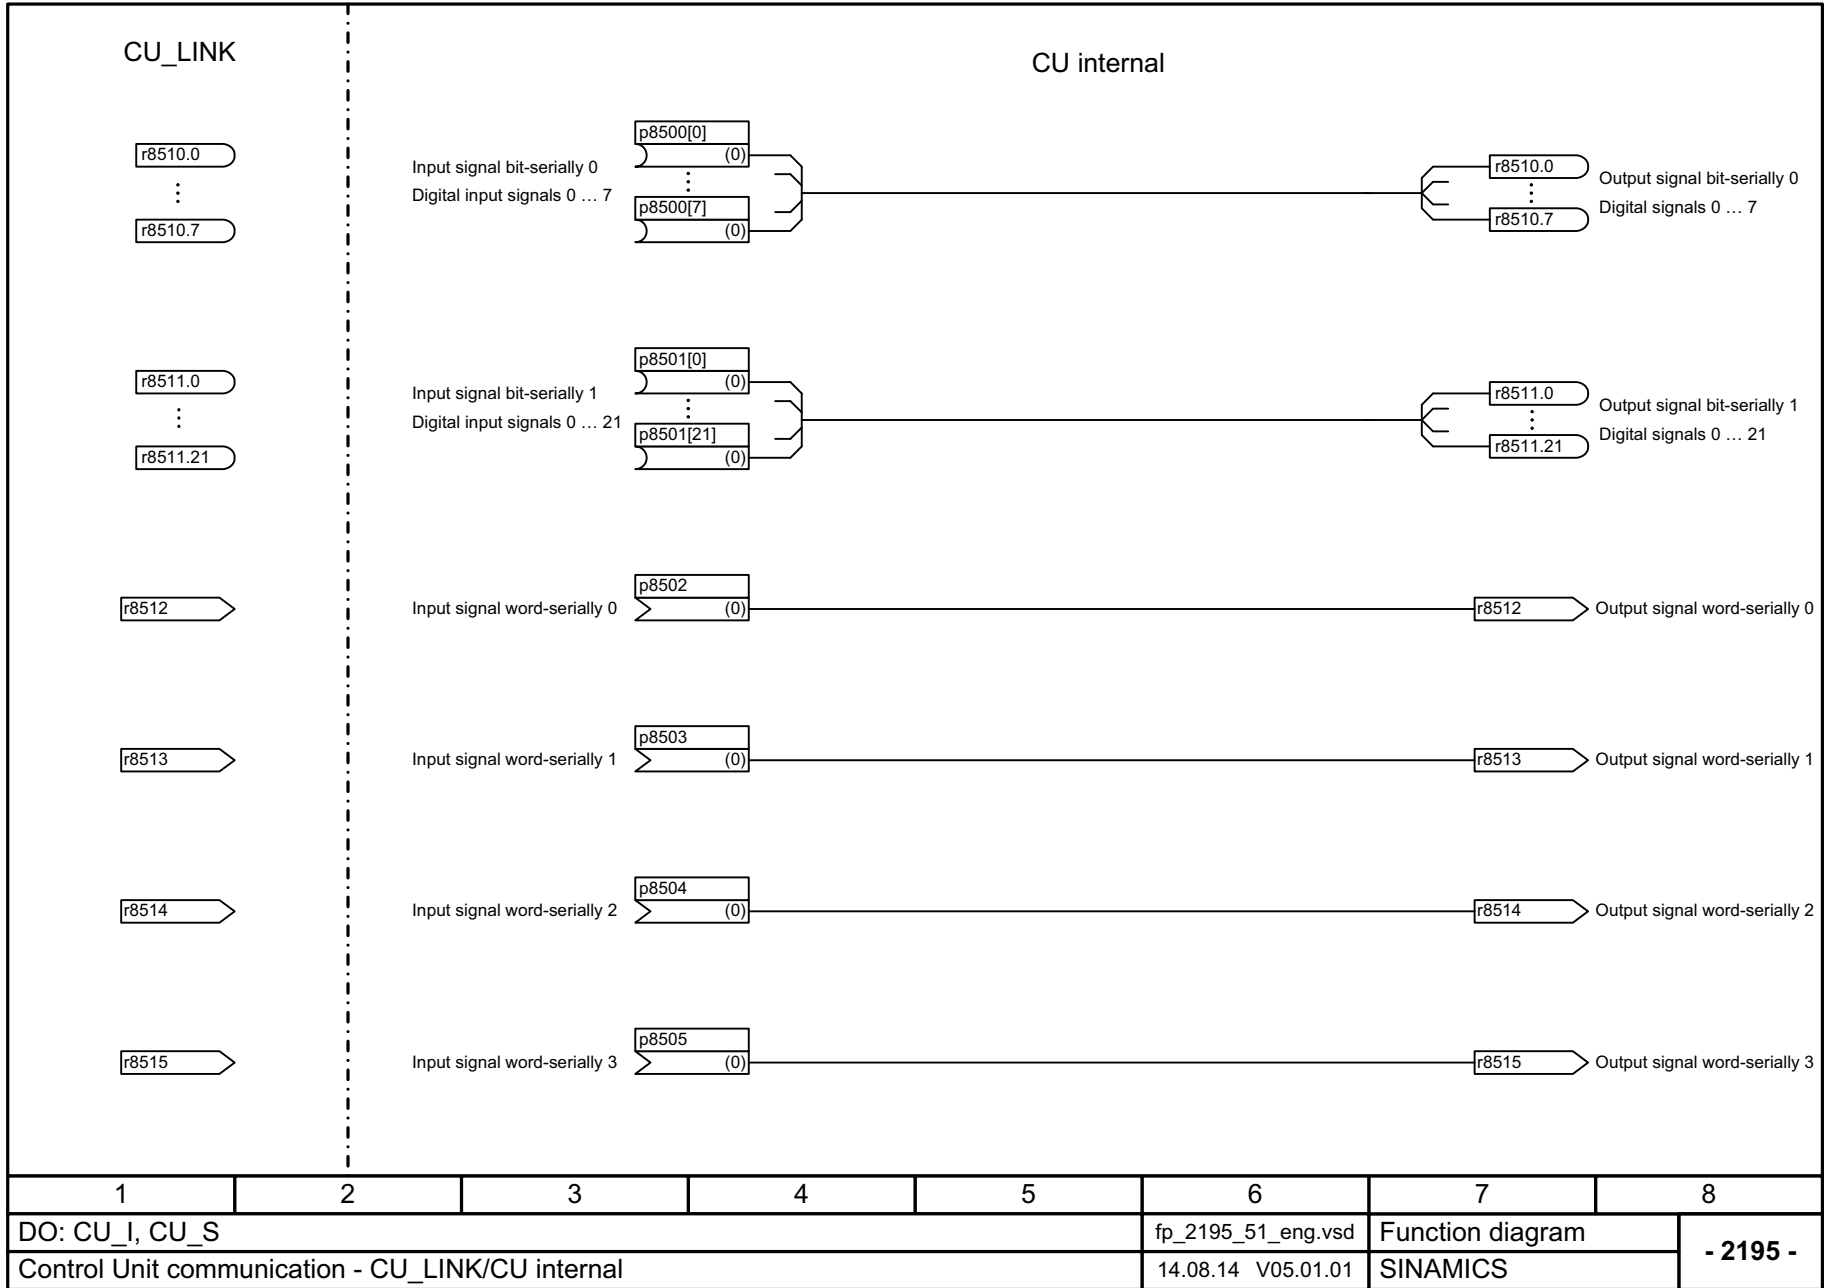 CU_LINK
CU internal
r8510.0
r8510.7
Input signal bit-serially 0
Digital input signals 0 … 7
p8500[0]
(0)
p8500[7]
(0)
r8510.0
r8510.7
Output signal bit-serially 0
Digital signals 0 … 7
r8511.0
r8511.21
Input signal bit-serially 1
Digital input signals 0 … 21
p8501[0]
(0)
p8501[21]
(0)
r8511.0
r8511.21
Output signal bit-serially 1
Digital signals 0 … 21
r8512
Input signal word-serially 0
p8502
(0)
r8512
Output signal word-serially 0
r8513
Input signal word-serially 1
p8503
(0)
r8513
Output signal word-serially 1
r8514
Input signal word-serially 2
p8504
(0)
r8514
Output signal word-serially 2
r8515
Input signal word-serially 3
p8505
(0)
r8515
Output signal word-serially 3
1 2 3 4 5 6 7 8
DO: CU_I, CU_S
fp_2195_51_eng.vsd
Function diagram
- 2195 -
Control Unit communication - CU_LINK/CU internal
14.08.14 V05.01.01
SINAMICS